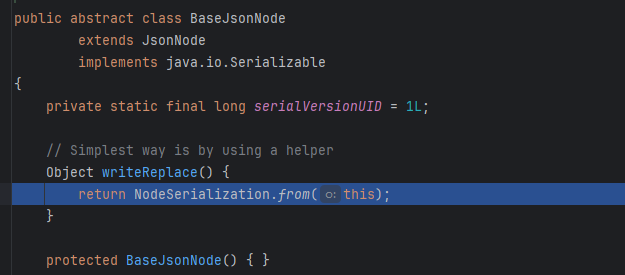 public abstract class BaseJsonNode
extends JsonNode
implements java.io.Serializable
{
private static final long serialVersionUID = 1L;
// Simplest way is by using a helper
Object writeReplace() {
return NodeSerialization.from( o: this);
}
protected BaseJsonNode() { }